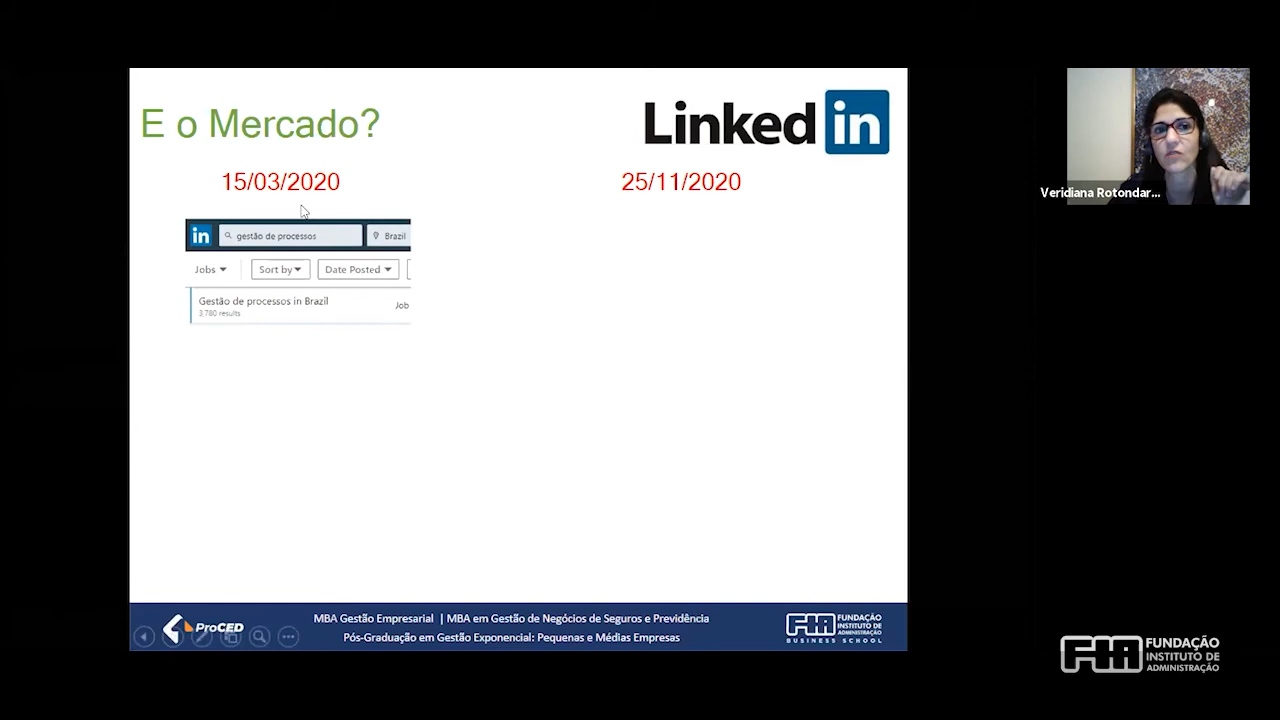 E o Mercado?
Linked in
15/03/2020
25/11/2020
in
gestão de processos
Brazil
Jobs
Sort by
Date Posted
Gestão de processos in Brazil
Job
3.780 results
ProCED
MBA Gestão Empresarial | MBA em Gestão de Negócios de Seguros e Previdência
Pós-Graduação em Gestão Exponencial: Pequenas e Médias Empresas
FIA FUNDAÇÃO
INSTITUTO DE
ADMINISTRAÇÃO
BUSINESS SCHOOL
Veridiana Rotondar...
FIA FUNDAÇÃO
INSTITUTO DE
ADMINISTRAÇÃO